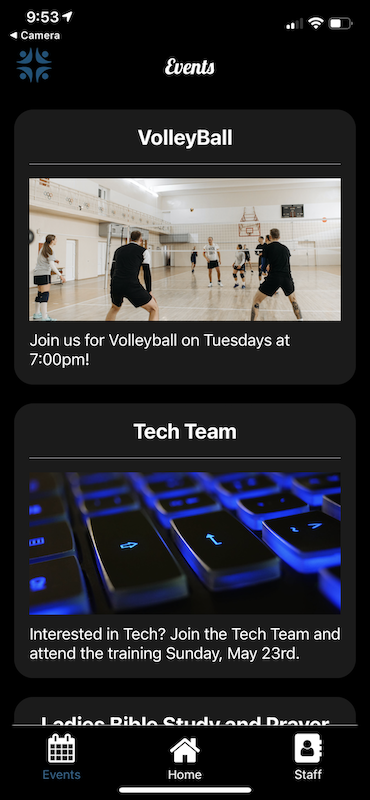 9:53
Camera
Events
VolleyBall
Join us for Volleyball on Tuesdays at
7:00pm!
Tech Team
Interested in Tech? Join the Tech Team and
attend the training Sunday, May 23rd.
Ladies Bible Study and Prayer
Events
Home
Staff